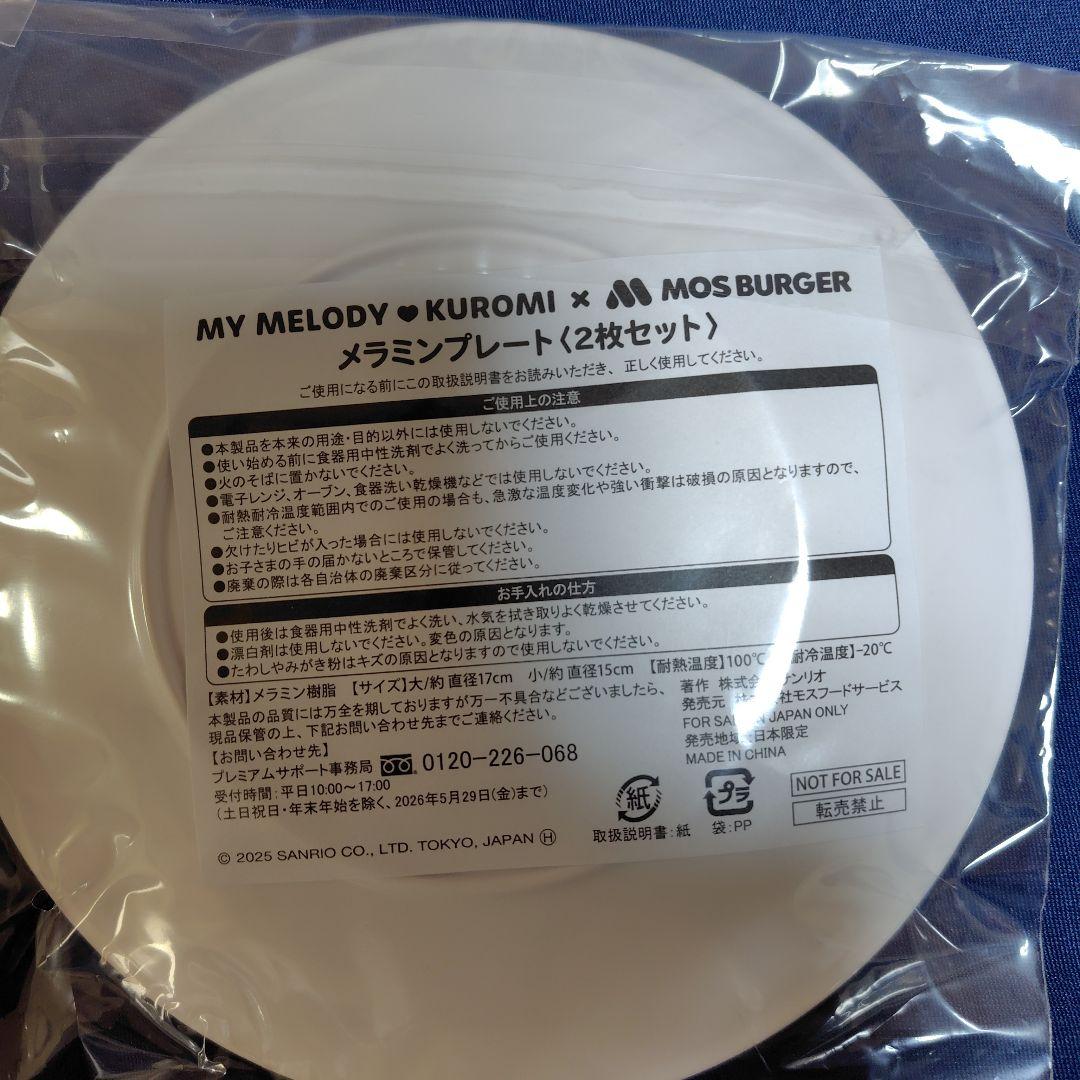 MY MELODY ♥ KUROMI × MOS BURGER
メラミンプレート〈2枚セット〉
ご使用になる前にこの取扱説明書をお読みいただき、正しく使用してください。
ご使用上の注意
●本製品を本来の用途・目的以外には使用しないでください。
●使い始める前に食器用中性洗剤でよく洗ってからご使用ください。
●火のそばに置かないでください。
●電子レンジ、オーブン、食器洗い乾燥機などでは使用しないでください。
●耐熱耐冷温度範囲内でのご使用の場合も、急激な温度変化や強い衝撃は破損の原因となりますので、
ご注意ください。
●欠けたりヒビが入った場合には使用しないでください。
●お子さまの手の届かないところで保管してください。
●廃棄の際は各自治体の廃棄区分に従ってください。
お手入れの仕方
●使用後は食器用中性洗剤でよく洗い、水気を拭き取りよく乾燥させてください。
●漂白剤は使用しないでください。変色の原因となります。
●たわしやみがき粉はキズの原因となりますので使用しないでください。
【素材】メラミン樹脂 【サイズ】大/約 直径17cm 小/約 直径15cm 【耐熱温度】100℃ 耐冷温度】-20℃
本製品の品質には万全を期しておりますが万一不具合などございましたら、
現品保管の上、下記お問い合わせ先までご連絡ください。
【お問い合わせ先】
プレミアムサポート事務局 0120-226-068
受付時間:平日10:00〜17:00
(土日祝日・年末年始を除く、2026年5月29日(金)まで)
著作 株式 サンリオ
発売元 モスフードサービス
FOR SA JAPAN ONLY
発売地域 日本限定
MADE IN CHINA
紙
取扱説明書:紙
プラ
袋:PP
NOT FOR SALE
転売禁止
© 2025 SANRIO CO., LTD. TOKYO, JAPAN Ⓗ